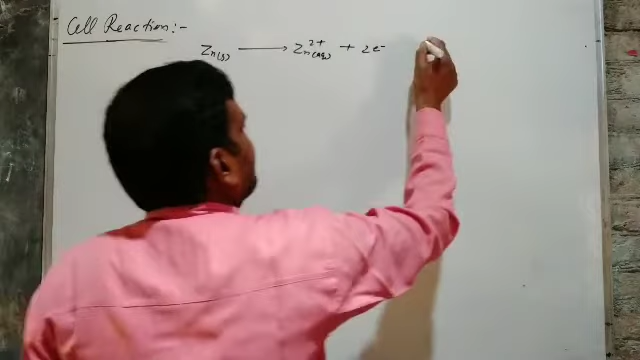 Cell Reaction:-
Zn(s) ⟶ Zn²⁺(aq) + 2e⁻